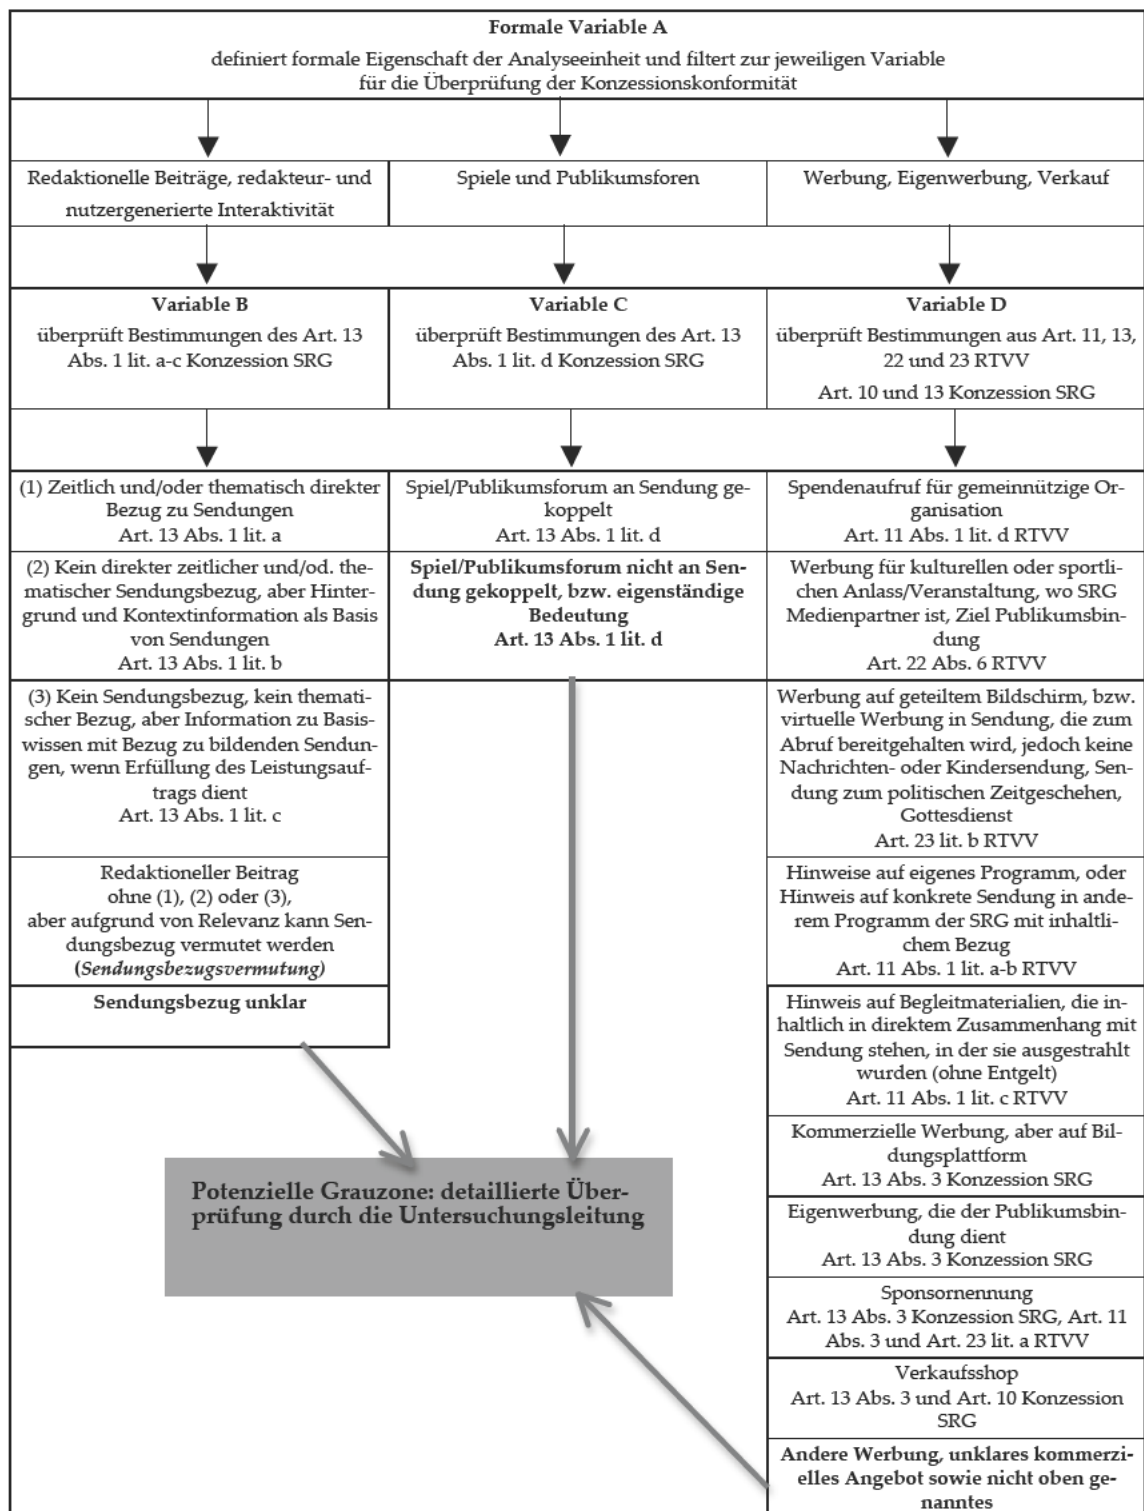 Formale Variable A
definiert formale Eigenschaft der Analyseeinheit und filtert zur jeweiligen Variable
für die Überprüfung der Konzessionskonformität
Redaktionelle Beiträge, redakteur- und
nutzergenerierte Interaktivität
Spiele und Publikumsforen
Werbung, Eigenwerbung, Verkauf
Variable B
überprüft Bestimmungen des Art. 13
Abs. 1 lit. a-c Konzession SRG
Variable C
überprüft Bestimmungen des Art. 13
Abs. 1 lit. d Konzession SRG
Variable D
überprüft Bestimmungen aus Art. 11, 13,
22 und 23 RTVV
Art. 10 und 13 Konzession SRG
(1) Zeitlich und/oder thematisch direkter
Bezug zu Sendungen
Art. 13 Abs. 1 lit. a
Spiel/Publikumsforum an Sendung ge-
koppelt
Art. 13 Abs. 1 lit. d
Spendenaufruf für gemeinnützige Or-
ganisation
Art. 11 Abs. 1 lit. d RTVV
(2) Kein direkter zeitlicher und/od. the-
matischer Sendungsbezug, aber Hinter-
grund und Kontextinformation als Basis
von Sendungen
Art. 13 Abs. 1 lit. b
Spiel/Publikumsforum nicht an Sen-
dung gekoppelt, bzw. eigenständige
Bedeutung
Art. 13 Abs. 1 lit. d
Werbung für kulturellen oder sportli-
chen Anlass/Veranstaltung, wo SRG
Medienpartner ist, Ziel Publikumsbin-
dung
Art. 22 Abs. 6 RTVV
(3) Kein Sendungsbezug, kein themati-
scher Bezug, aber Information zu Basis-
wissen mit Bezug zu bildenden Sendun-
gen, wenn Erfüllung des Leistungsauf-
trags dient
Art. 13 Abs. 1 lit. c
Werbung auf geteiltem Bildschirm, bzw.
virtuelle Werbung in Sendung, die zum
Abruf bereitgehalten wird, jedoch keine
Nachrichten- oder Kindersendung, Sen-
dung zum politischen Zeitgeschehen,
Gottesdienst
Art. 23 lit. b RTVV
Redaktioneller Beitrag
ohne (1), (2) oder (3),
aber aufgrund von Relevanz kann Sen-
dungsbezug vermutet werden
(Sendungsbezugsvermutung)
Hinweise auf eigenes Programm, oder
Hinweis auf konkrete Sendung in ande-
rem Programm der SRG mit inhaltli-
chem Bezug
Art. 11 Abs. 1 lit. a-b RTVV
Sendungsbezug unklar
Hinweis auf Begleitmaterialien, die in-
haltlich in direktem Zusammenhang mit
Sendung stehen, in der sie ausgestrahlt
wurden (ohne Entgelt)
Art. 11 Abs. 1 lit. c RTVV
Kommerzielle Werbung, aber auf Bil-
dungsplattform
Art. 13 Abs. 3 Konzession SRG
Potenzielle Grauzone: detaillierte Über-
prüfung durch die Untersuchungsleitung
Eigenwerbung, die der Publikumsbin-
dung dient
Art. 13 Abs. 3 Konzession SRG
Sponsornennung
Art. 13 Abs. 3 Konzession SRG, Art. 11
Abs. 3 und Art. 23 lit. a RTVV
Verkaufsshop
Art. 13 Abs. 3 und Art. 10 Konzession
SRG
Andere Werbung, unklares kommerzi-
elles Angebot sowie nicht oben ge-
nanntes